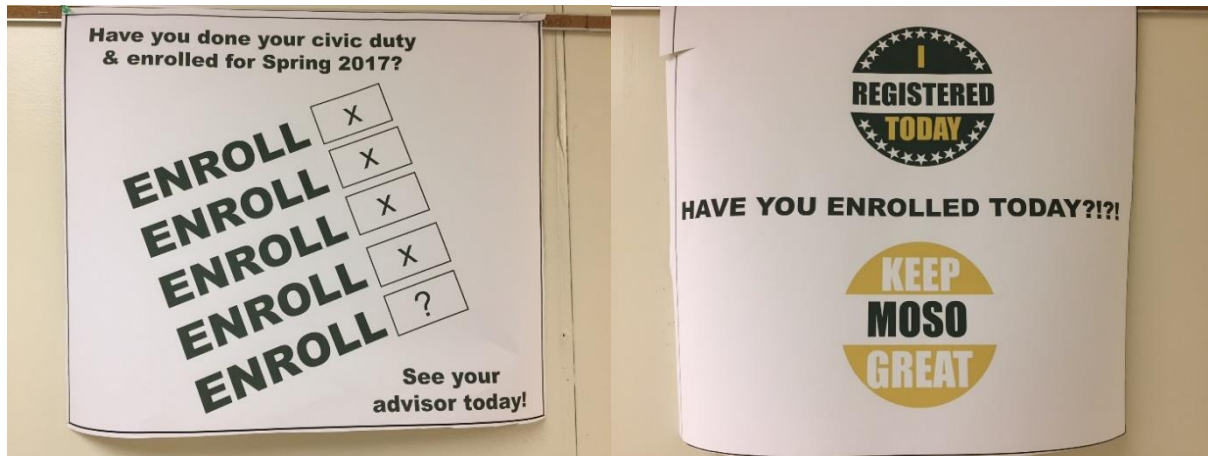 Have you done your civic duty
& enrolled for Spring 2017?
ENROLL X
ENROLL X
ENROLL X
ENROLL X
ENROLL ?
See your
advisor today!
I
REGISTERED
TODAY
HAVE YOU ENROLLED TODAY?!?!
KEEP
MOSO
GREAT